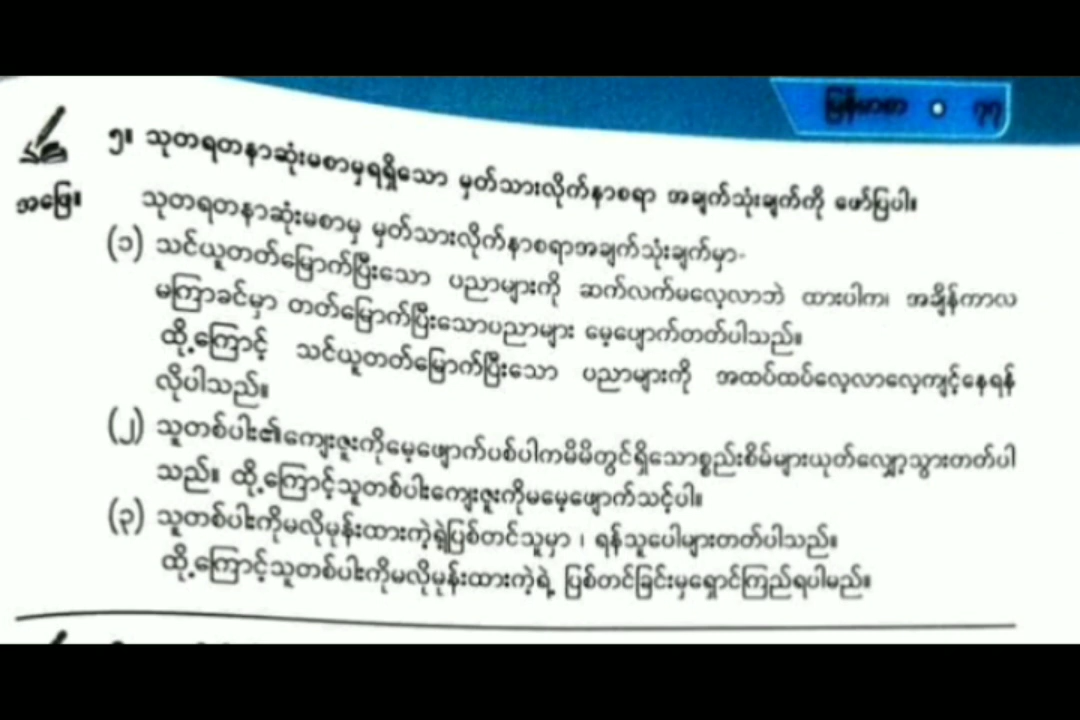 မြန်မာစာ ၀ ၇၇
၅။ သုတရတနာဆုံးမစာမှရရှိသော မှတ်သားလိုက်နာစရာ အချက်သုံးချက်ကို ဖော်ပြပါ။
အဖြေ။ သုတရတနာဆုံးမစာမှ မှတ်သားလိုက်နာစရာအချက်သုံးချက်မှာ-
(၁) သင်ယူတတ်မြောက်ပြီးသော ပညာများကို ဆက်လက်မလေ့လာဘဲ ထားပါက၊ အချိန်ကာလ
မကြာခင်မှာ တတ်မြောက်ပြီးသောပညာများ မေ့ပျောက်တတ်ပါသည်။
ထို့ကြောင့် သင်ယူတတ်မြောက်ပြီးသော ပညာများကို အထပ်ထပ်လေ့လာလေ့ကျင့်နေရန်
လိုပါသည်။
(၂) သူတစ်ပါး၏ကျေးဇူးကိုမေ့ဖျောက်ပစ်ပါကမိမိတွင်ရှိသောစ္စည်းစိမ်များယုတ်လျှော့သွားတတ်ပါ
သည်။ ထို့ကြောင့်သူတစ်ပါးကျေးဇူးကိုမမေ့ဖျောက်သင့်ပါ။
(၃) သူတစ်ပါးကိုမလိုမုန်းထားကဲ့ရဲ့ပြစ်တင်သူမှာ ၊ ရန်သူပေါများတတ်ပါသည်။
ထို့ကြောင့်သူတစ်ပါးကိုမလိုမုန်းထားကဲ့ရဲ့ ပြစ်တင်ခြင်းမှရှောင်ကြည်ရပါမည်။